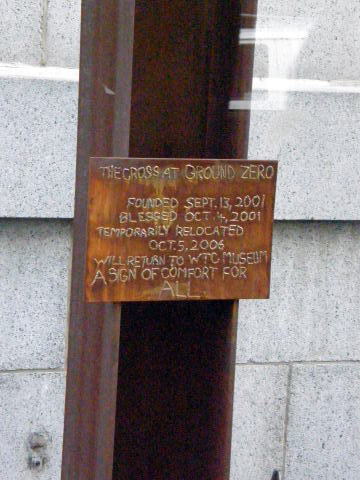 THE CROSS AT GROUND ZERO
FOUNDED SEPT. 13, 2001
BLESSED OCT. 4, 2001
TEMPORARILY RELOCATED
OCT. 5. 2006
WILL RETURN TO WTC MUSEUM
A SIGN OF COMFORT FOR
ALL.